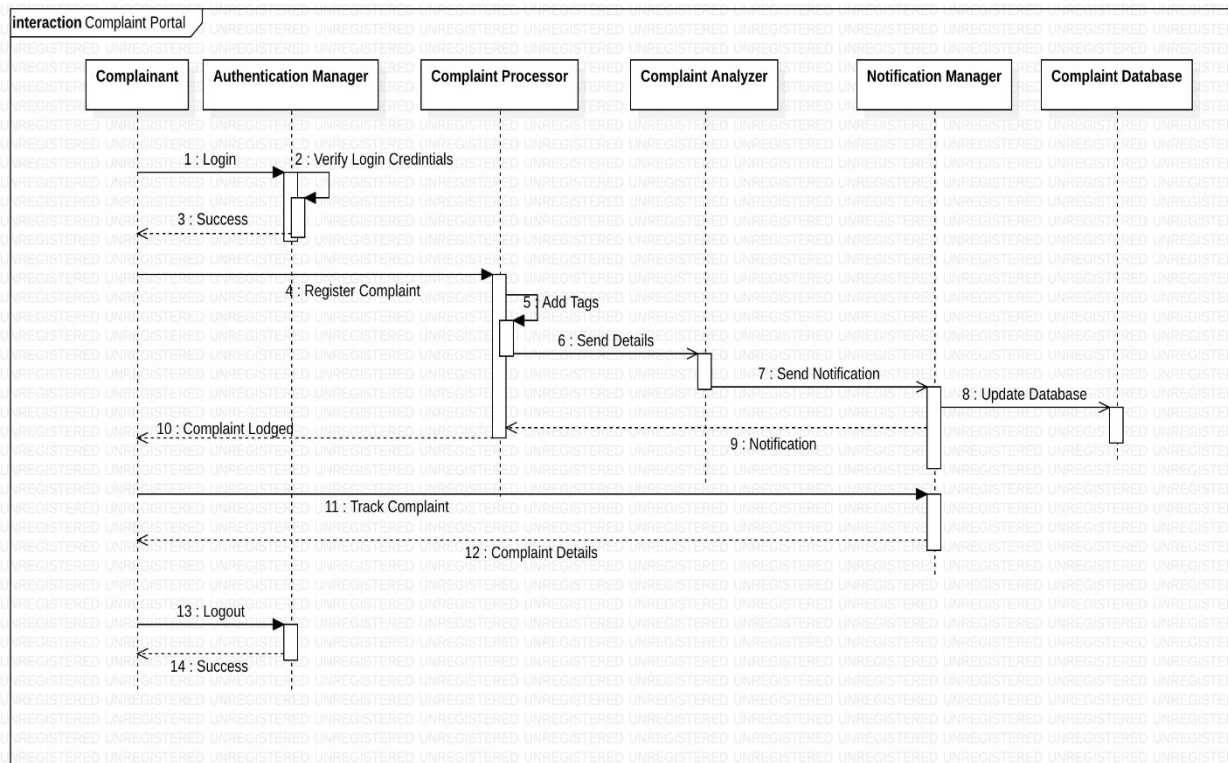 interaction Complaint Portal
Complainant
Authentication Manager
Complaint Processor
Complaint Analyzer
Notification Manager
Complaint Database
1 : Login
2 : Verify Login Credintials
3 : Success
4 : Register Complaint
5 : Add Tags
6 : Send Details
7 : Send Notification
8 : Update Database
9 : Notification
10 : Complaint Lodged
11 : Track Complaint
12 : Complaint Details
13 : Logout
14 : Success
UNREGISTERED